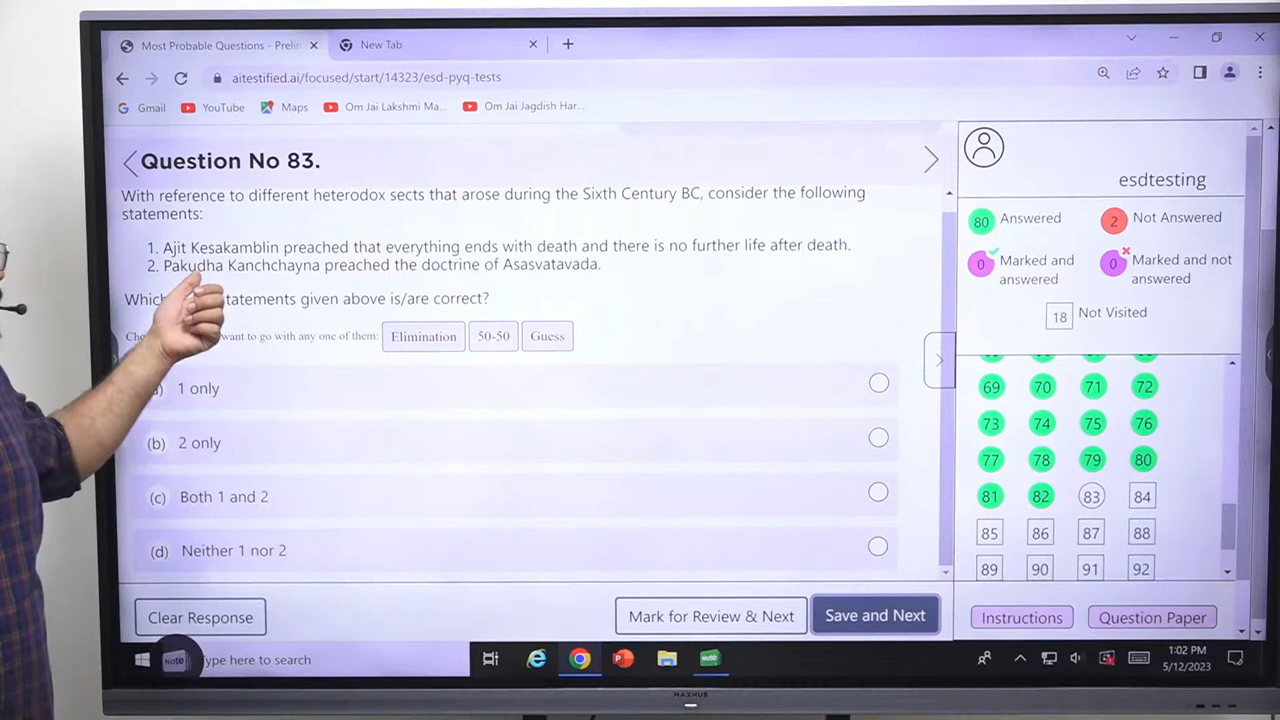 Most Probable Questions - Prelin
New Tab
aitestified.ai/focused/start/14323/esd-pyq-tests
Gmail
YouTube
Maps
Om Jai Lakshmi Ma...
Om Jai Jagdish Har...
Question No 83.
With reference to different heterodox sects that arose during the Sixth Century BC, consider the following
statements:
1. Ajit Kesakamblin preached that everything ends with death and there is no further life after death.
2. Pakudha Kanchchayna preached the doctrine of Asasvatavada.
tatements given above is/are correct?
want to go with any one of them: Elimination 50-50 Guess
1 only
(b) 2 only
(c) Both 1 and 2
(d) Neither 1 nor 2
Clear Response
Mark for Review & Next
Save and Next
esdtesting
80 Answered
2 Not Answered
0 Marked and
answered
0 Marked and not
answered
18 Not Visited
69 70 71 72
73 74 75 76
77 78 79 80
81 82 83 84
85 86 87 88
89 90 91 92
Instructions
Question Paper
Note
ype here to search
Note
1:02 PM
5/12/2023
MAXHUB